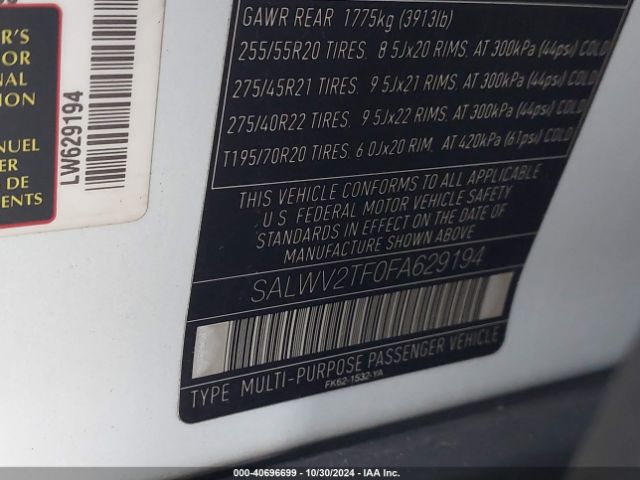 GAWR REAR 1775kg (3913lb)
255/55R20 TIRES. 8 5Jx20 RIMS, AT 300kPa (44psi) COLD
275/45R21 TIRES. 9 5Jx21 RIMS, AT 300kPa (44psi) COLD
275/40R22 TIRES. 9 5Jx22 RIMS, AT 300kPa (44psi) COLD
T195/70R20 TIRES. 6 0Jx20 RIM, AT 420kPa (61psi) COLD
THIS VEHICLE CONFORMS TO ALL APPLICABLE
U S FEDERAL MOTOR VEHICLE SAFETY
STANDARDS IN EFFECT ON THE DATE OF
MANUFACTURE SHOWN ABOVE
SALWV2TF0FA629194
TYPE MULTI-PURPOSE PASSENGER VEHICLE
FK62-1532-YA
LW629194
R'S
OR
NAL
TION
NUEL
ER
DE
ENTS
00-40696699 - 10/30/2024 - IAA Inc.